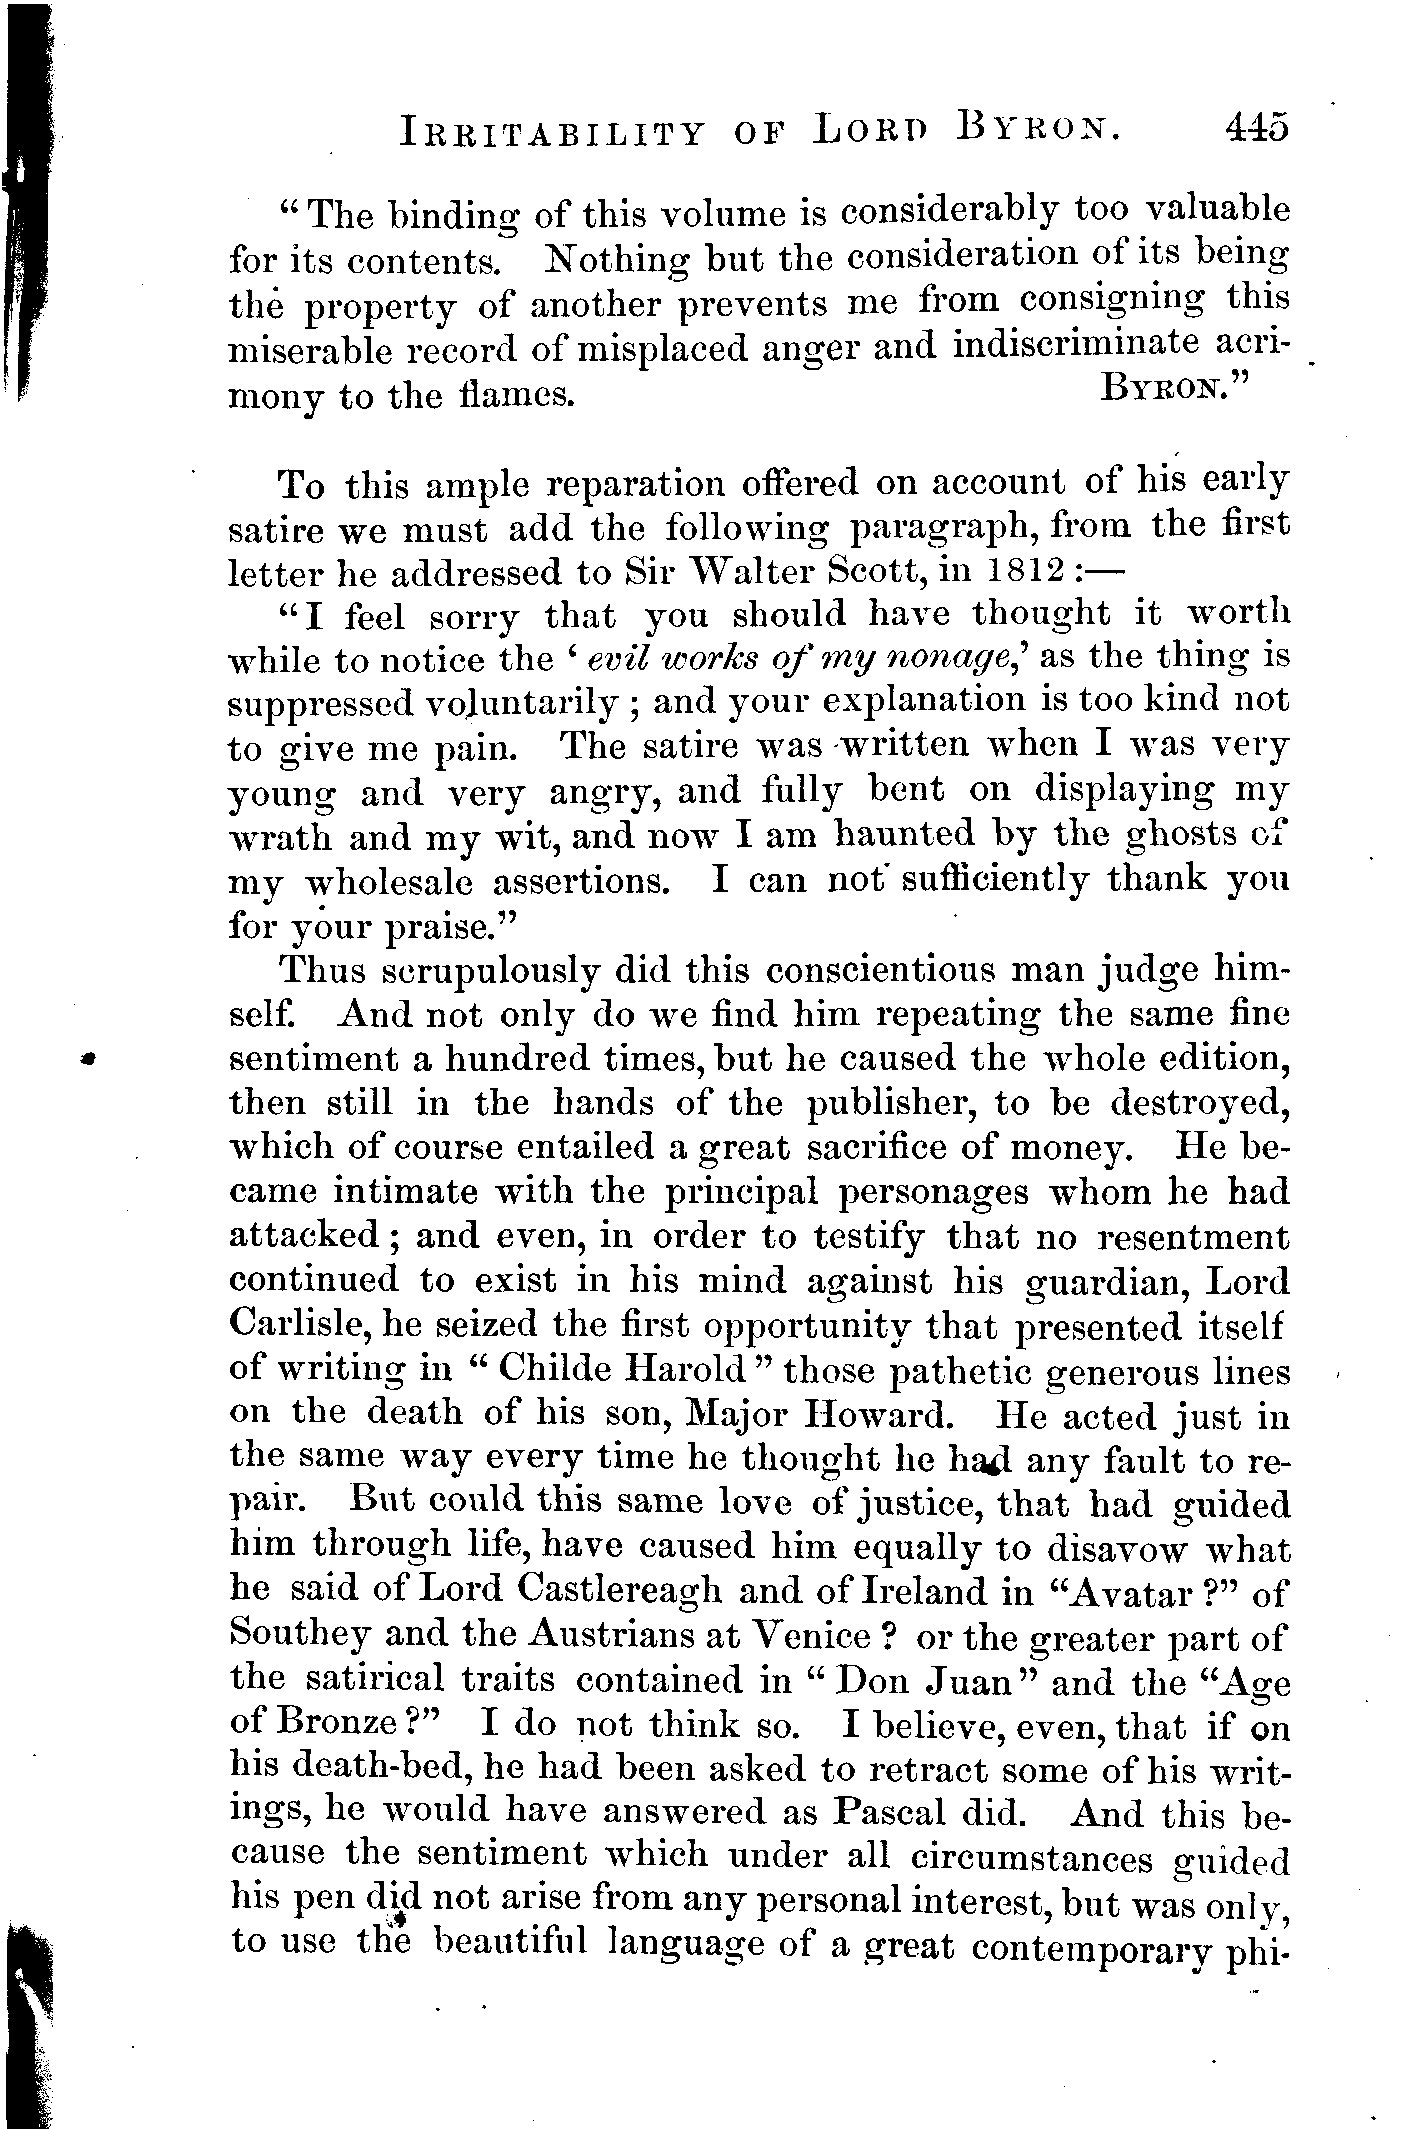 IRRITABILITY OF LORD BYRON. 445
“The binding of this volume is considerably too valuable
for its contents. Nothing but the consideration of its being
the property of another prevents me from consigning this
miserable record of misplaced anger and indiscriminate acri-
mony to the flames. BYRON.”
To this ample reparation offered on account of his early
satire we must add the following paragraph, from the first
letter he addressed to Sir Walter Scott, in 1812 :—
“I feel sorry that you should have thought it worth
while to notice the ‘ evil works of my nonage,’ as the thing is
suppressed voluntarily ; and your explanation is too kind not
to give me pain. The satire was written when I was very
young and very angry, and fully bent on displaying my
wrath and my wit, and now I am haunted by the ghosts of
my wholesale assertions. I can not sufficiently thank you
for your praise.”
Thus scrupulously did this conscientious man judge him-
self. And not only do we find him repeating the same fine
sentiment a hundred times, but he caused the whole edition,
then still in the hands of the publisher, to be destroyed,
which of course entailed a great sacrifice of money. He be-
came intimate with the principal personages whom he had
attacked ; and even, in order to testify that no resentment
continued to exist in his mind against his guardian, Lord
Carlisle, he seized the first opportunity that presented itself
of writing in “ Childe Harold ” those pathetic generous lines
on the death of his son, Major Howard. He acted just in
the same way every time he thought he had any fault to re-
pair. But could this same love of justice, that had guided
him through life, have caused him equally to disavow what
he said of Lord Castlereagh and of Ireland in “Avatar ?” of
Southey and the Austrians at Venice ? or the greater part of
the satirical traits contained in “ Don Juan” and the “Age
of Bronze ?” I do not think so. I believe, even, that if on
his death-bed, he had been asked to retract some of his writ-
ings, he would have answered as Pascal did. And this be-
cause the sentiment which under all circumstances guided
his pen did not arise from any personal interest, but was only,
to use the beautiful language of a great contemporary phi-